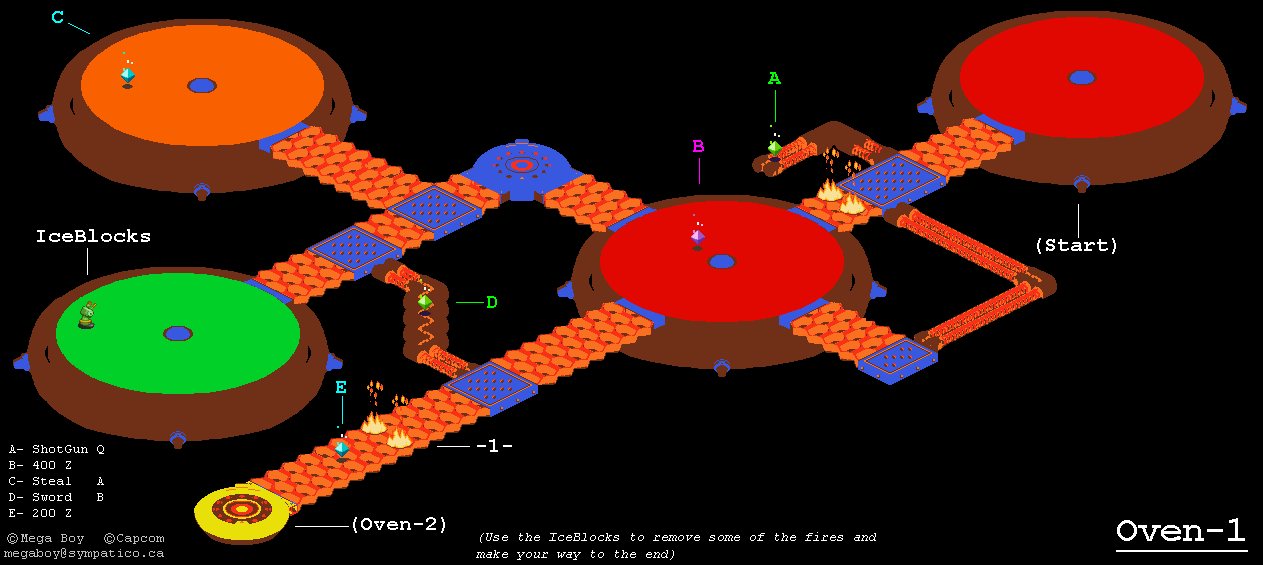 C
A
B
IceBlocks
(Start)
D
E
-1-
A- ShotGun Q
B- 400 Z
C- Steal A
D- Sword B
E- 200 Z
(Oven-2)
©Mega Boy ©Capcom
megaboy@sympatico.ca
(Use the IceBlocks to remove some of the fires and
make your way to the end)
Oven-1